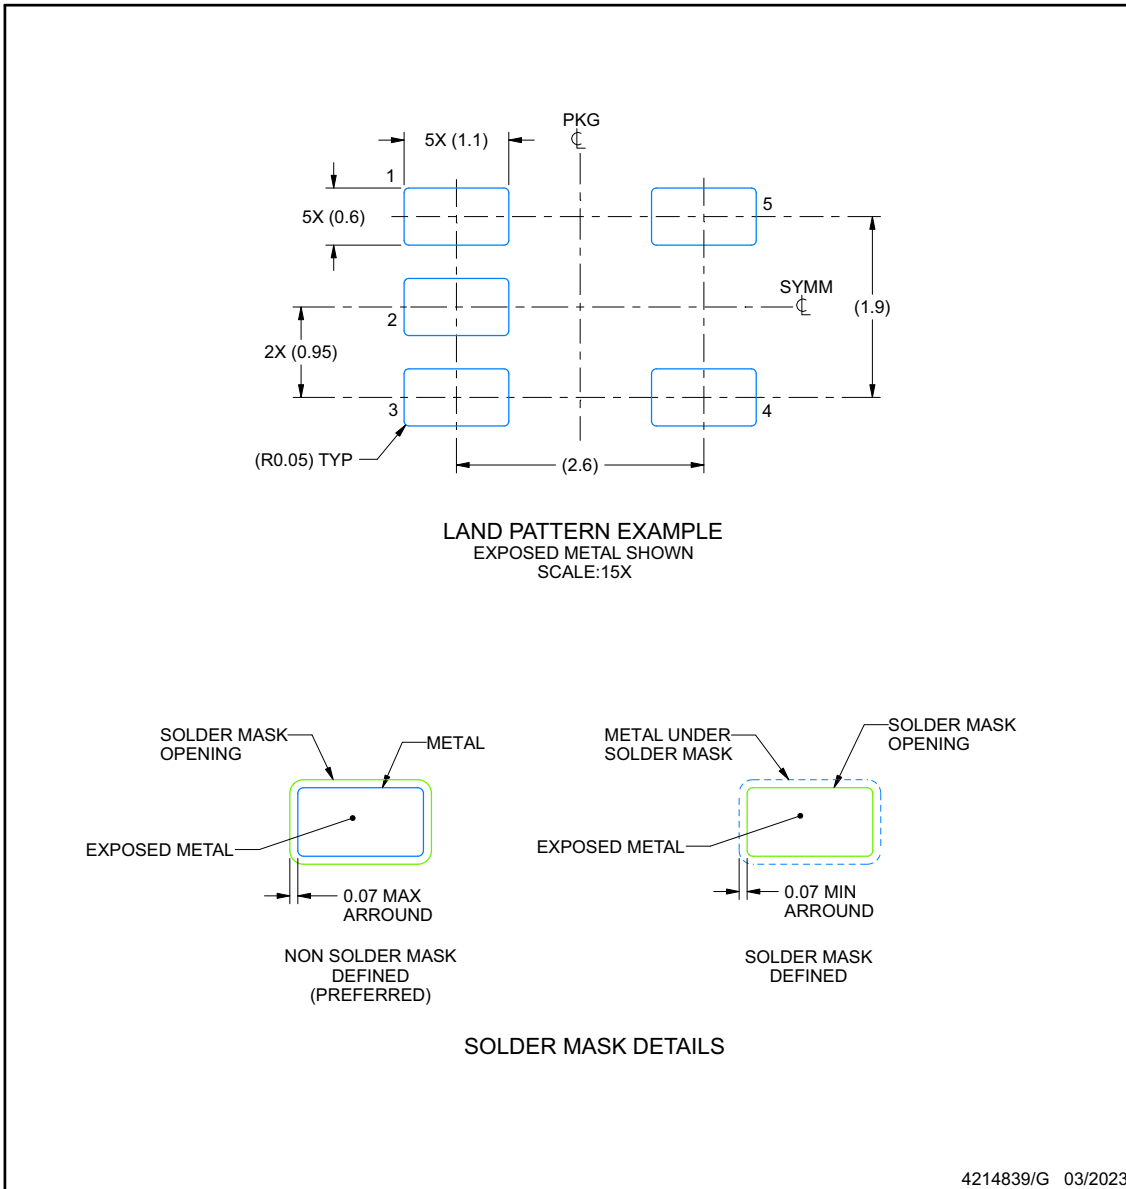 PKG
℄
5X (1.1)
1
5
5X (0.6)
SYMM
℄
(1.9)
2
2X (0.95)
3
4
(R0.05) TYP
(2.6)
LAND PATTERN EXAMPLE
EXPOSED METAL SHOWN
SCALE:15X
SOLDER MASK
OPENING
METAL
EXPOSED METAL
0.07 MAX
ARROUND
NON SOLDER MASK
DEFINED
(PREFERRED)
METAL UNDER
SOLDER MASK
SOLDER MASK
OPENING
EXPOSED METAL
0.07 MIN
ARROUND
SOLDER MASK
DEFINED
SOLDER MASK DETAILS
4214839/G 03/2023